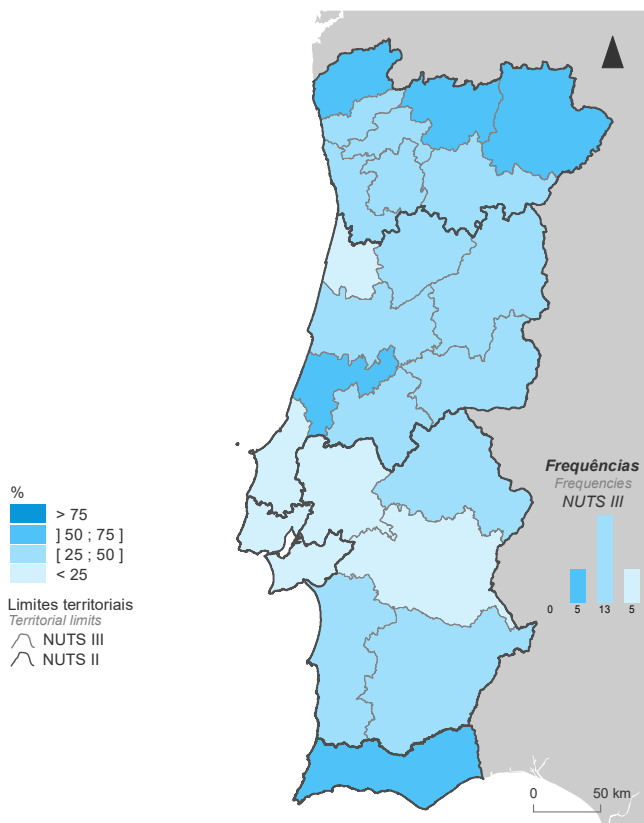 %
> 75
] 50 ; 75 ]
[ 25 ; 50 ]
< 25
Limites territoriais
Territorial limits
NUTS III
NUTS II
Frequências
Frequencies
NUTS III
0 5 13 5
0 50 km